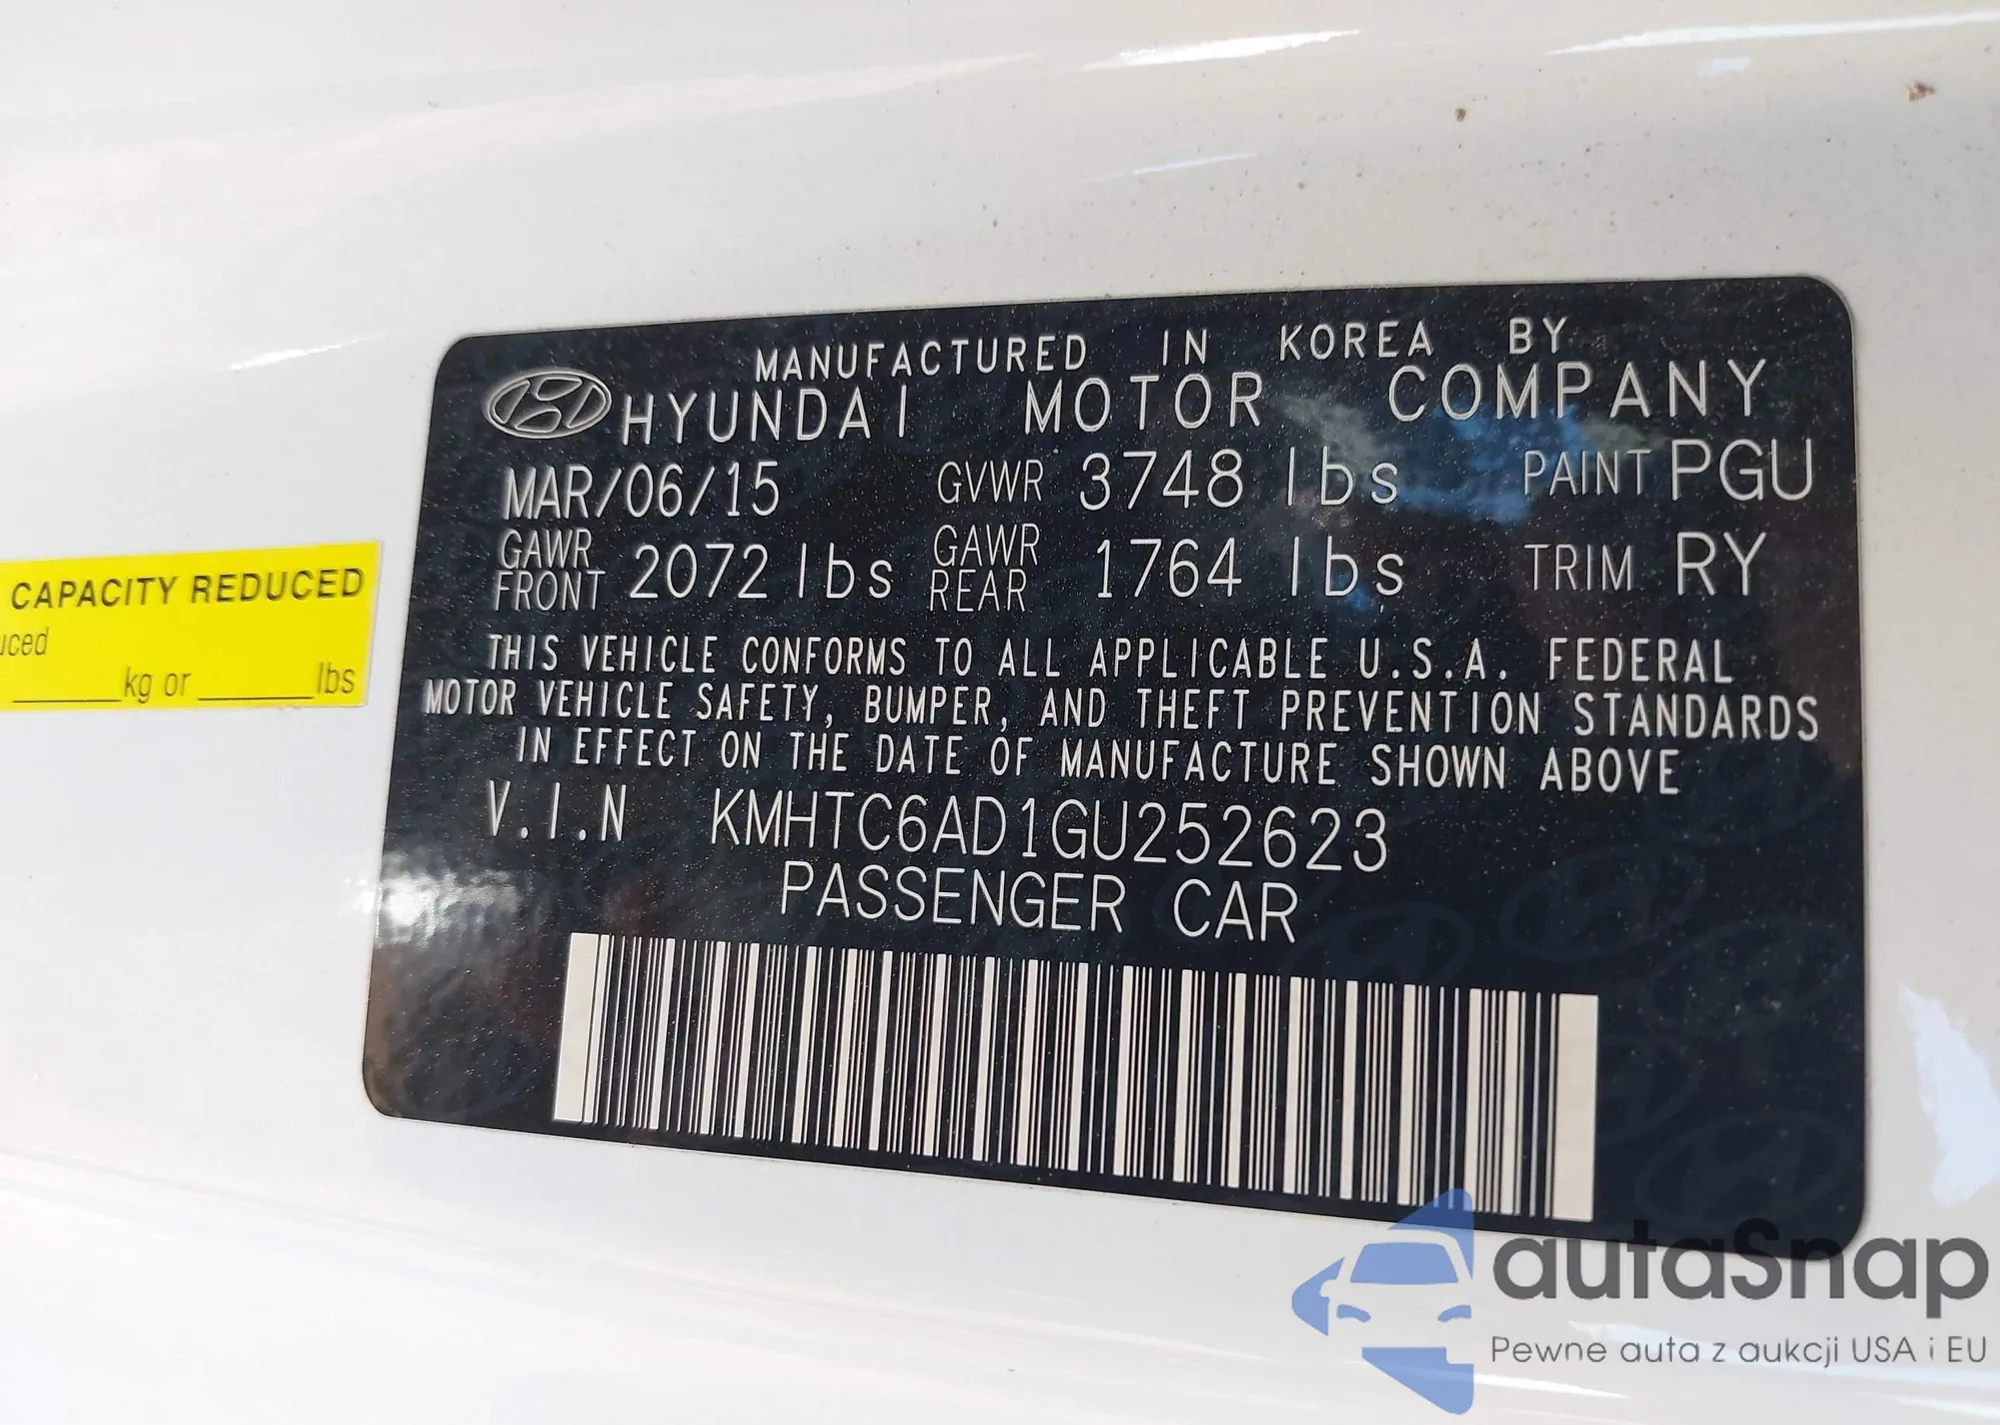 MANUFACTURED IN KOREA BY
HYUNDAI MOTOR COMPANY
MAR/06/15 GVWR 3748 lbs PAINT PGU
GAWR FRONT 2072 lbs GAWR REAR 1764 lbs TRIM RY
THIS VEHICLE CONFORMS TO ALL APPLICABLE U.S.A. FEDERAL
MOTOR VEHICLE SAFETY, BUMPER, AND THEFT PREVENTION STANDARDS
IN EFFECT ON THE DATE OF MANUFACTURE SHOWN ABOVE
V.I.N KMHTC6AD1GU252623
PASSENGER CAR
CAPACITY REDUCED
kg or lbs
autaSnap
Pewne auta z aukcji USA i EU